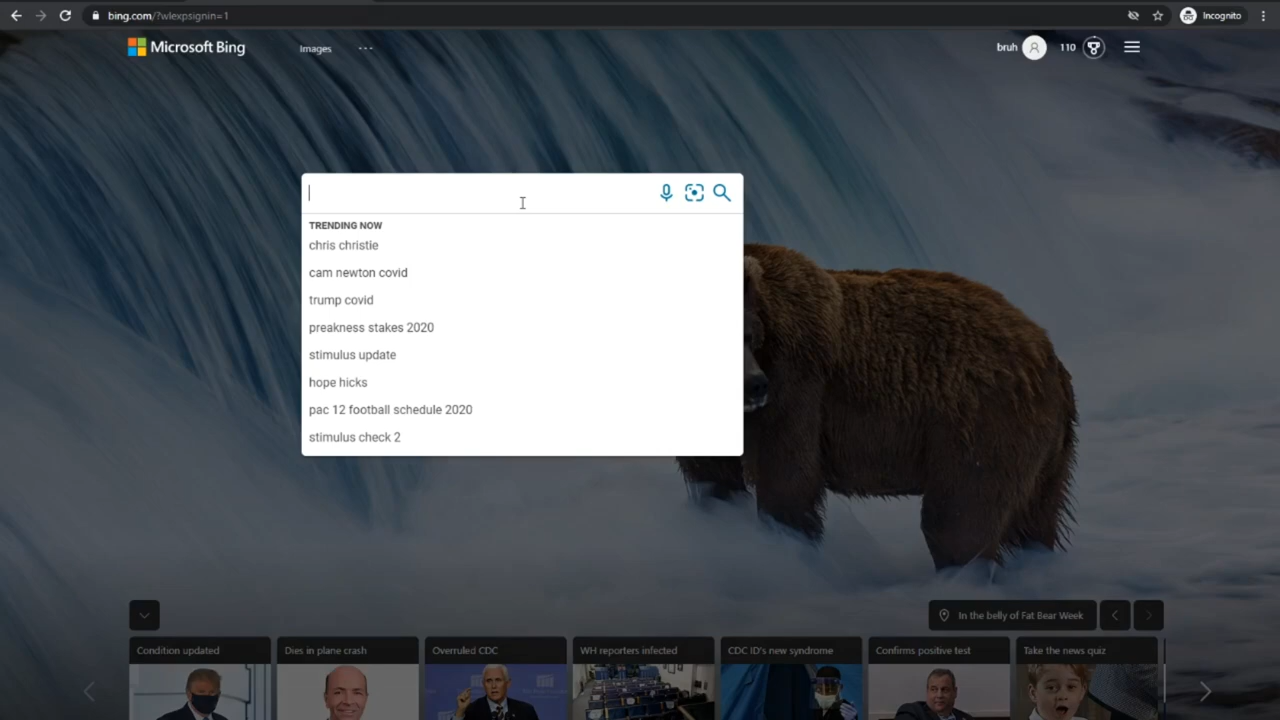 bing.com/?wlexpsignin=1
Incognito
Microsoft Bing
Images
bruh
110
TRENDING NOW
chris christie
cam newton covid
trump covid
preakness stakes 2020
stimulus update
hope hicks
pac 12 football schedule 2020
stimulus check 2
In the belly of Fat Bear Week
Condition updated
Dies in plane crash
Overruled CDC
WH reporters infected
CDC ID's new syndrome
Confirms positive test
Take the news quiz